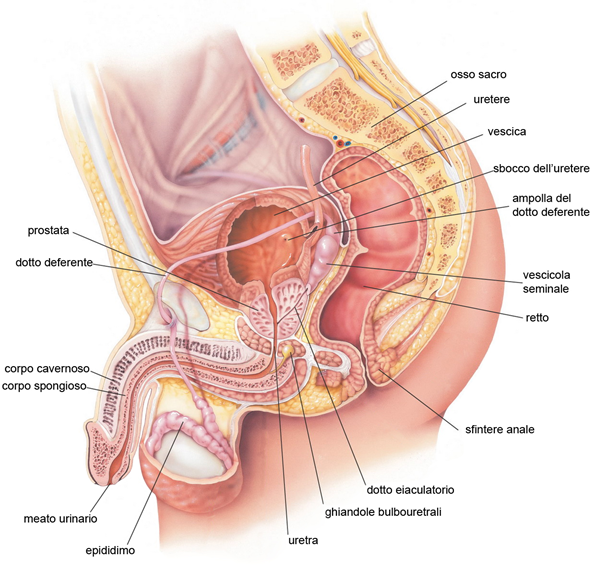 osso sacro
uretere
vescica
sbocco dell'uretere
ampolla del
dotto deferente
prostata
dotto deferente
vescicola
seminale
retto
corpo cavernoso
corpo spongioso
sfintere anale
dotto eiaculatorio
meato urinario
ghiandole bulbouretrali
uretra
epididimo